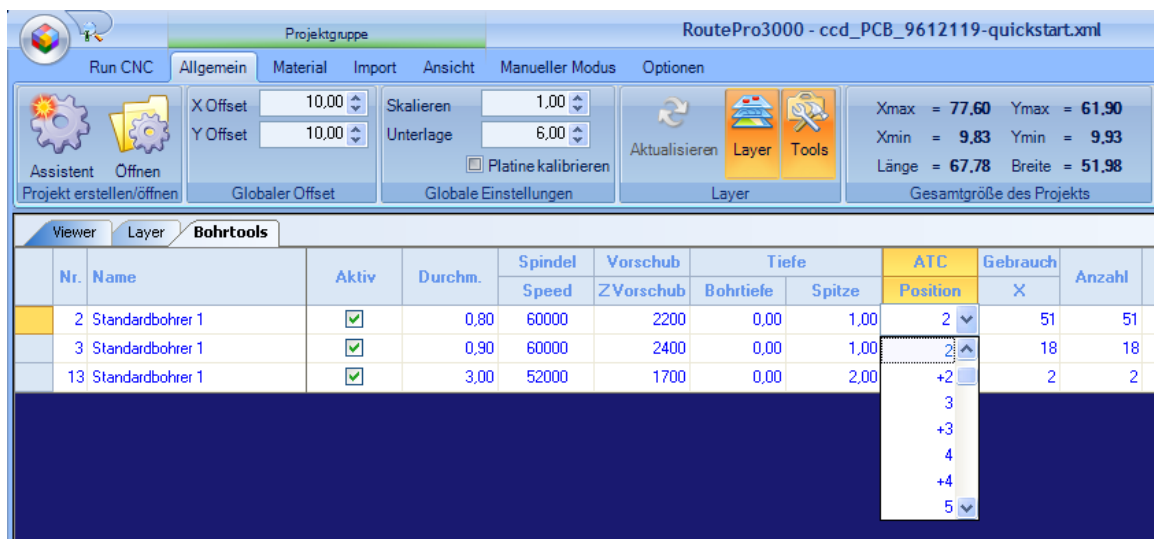 Projektgruppe RoutePro3000 - ccd_PCB_9612119-quickstart.xml
Run CNC Allgemein Material Import Ansicht Manueller Modus Optionen
X Offset 10,00 Skalieren 1,00 Xmax = 77,60 Ymax = 61,90
Y Offset 10,00 Unterlage 6,00 Xmin = 9,83 Ymin = 9,93
Assistent Öffnen Platine kalibrieren Aktualisieren Layer Tools Länge = 67,78 Breite = 51,98
Projekt erstellen/öffnen Globaler Offset Globale Einstellungen Layer Gesamtgröße des Projekts
Viewer Layer Bohrtools
Nr. Name Aktiv Durchm. Spindel Vorschub Tiefe ATC Gebrauch Anzahl
Speed ZVorschub Bohrtiefe Spitze Position X
2 Standardbohrer 1 0,80 60000 2200 0,00 1,00 2 51 51
3 Standardbohrer 1 0,90 60000 2400 0,00 1,00 2 18 18
13 Standardbohrer 1 3,00 52000 1700 0,00 2,00 +2 2 2
3
+3
4
+4
5